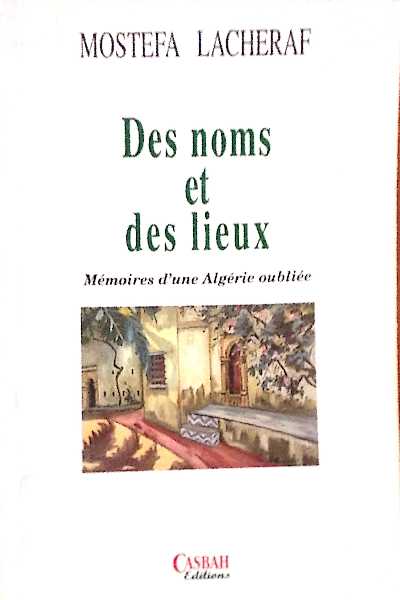 MOSTEFA LACHERAF
Des noms
et
des lieux
Mémoires d'une Algérie oubliée
CASBAH
Editions